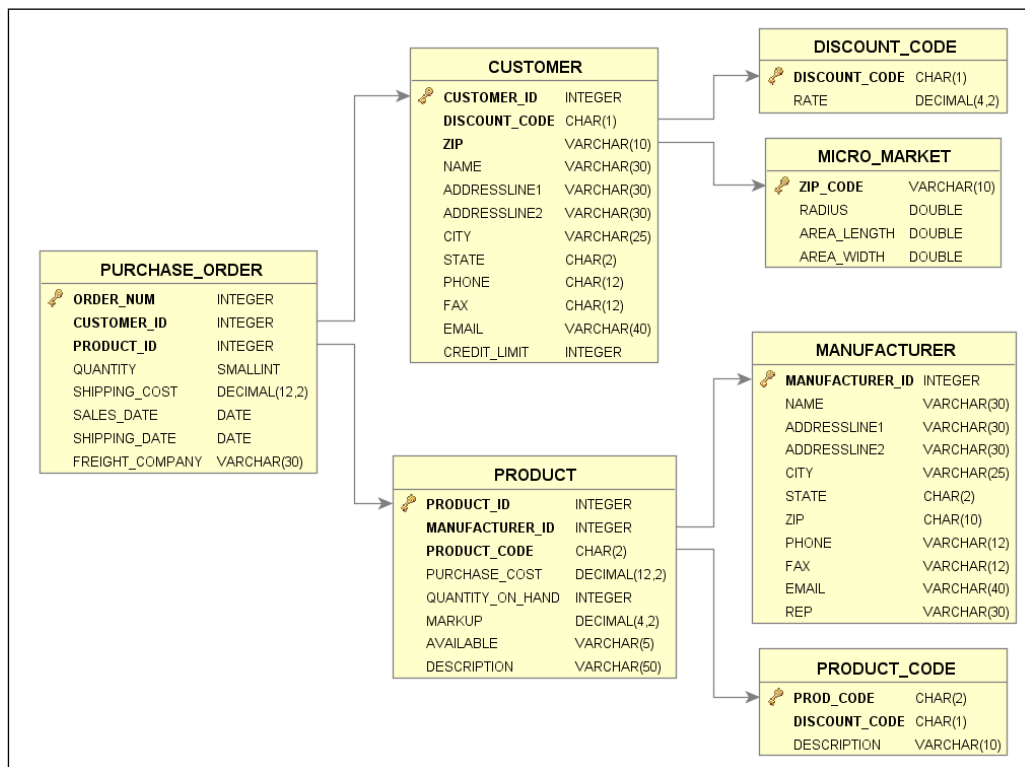 PURCHASE_ORDER
ORDER_NUM INTEGER
CUSTOMER_ID INTEGER
PRODUCT_ID INTEGER
QUANTITY SMALLINT
SHIPPING_COST DECIMAL(12,2)
SALES_DATE DATE
SHIPPING_DATE DATE
FREIGHT_COMPANY VARCHAR(30)
CUSTOMER
CUSTOMER_ID INTEGER
DISCOUNT_CODE CHAR(1)
ZIP VARCHAR(10)
NAME VARCHAR(30)
ADDRESSLINE1 VARCHAR(30)
ADDRESSLINE2 VARCHAR(30)
CITY VARCHAR(25)
STATE CHAR(2)
PHONE CHAR(12)
FAX CHAR(12)
EMAIL VARCHAR(40)
CREDIT_LIMIT INTEGER
PRODUCT
PRODUCT_ID INTEGER
MANUFACTURER_ID INTEGER
PRODUCT_CODE CHAR(2)
PURCHASE_COST DECIMAL(12,2)
QUANTITY_ON_HAND INTEGER
MARKUP DECIMAL(4,2)
AVAILABLE VARCHAR(5)
DESCRIPTION VARCHAR(50)
DISCOUNT_CODE
DISCOUNT_CODE CHAR(1)
RATE DECIMAL(4,2)
MICRO_MARKET
ZIP_CODE VARCHAR(10)
RADIUS DOUBLE
AREA_LENGTH DOUBLE
AREA_WIDTH DOUBLE
MANUFACTURER
MANUFACTURER_ID INTEGER
NAME VARCHAR(30)
ADDRESSLINE1 VARCHAR(30)
ADDRESSLINE2 VARCHAR(30)
CITY VARCHAR(25)
STATE CHAR(2)
ZIP CHAR(10)
PHONE VARCHAR(12)
FAX VARCHAR(12)
EMAIL VARCHAR(40)
REP VARCHAR(30)
PRODUCT_CODE
PROD_CODE CHAR(2)
DISCOUNT_CODE CHAR(1)
DESCRIPTION VARCHAR(10)